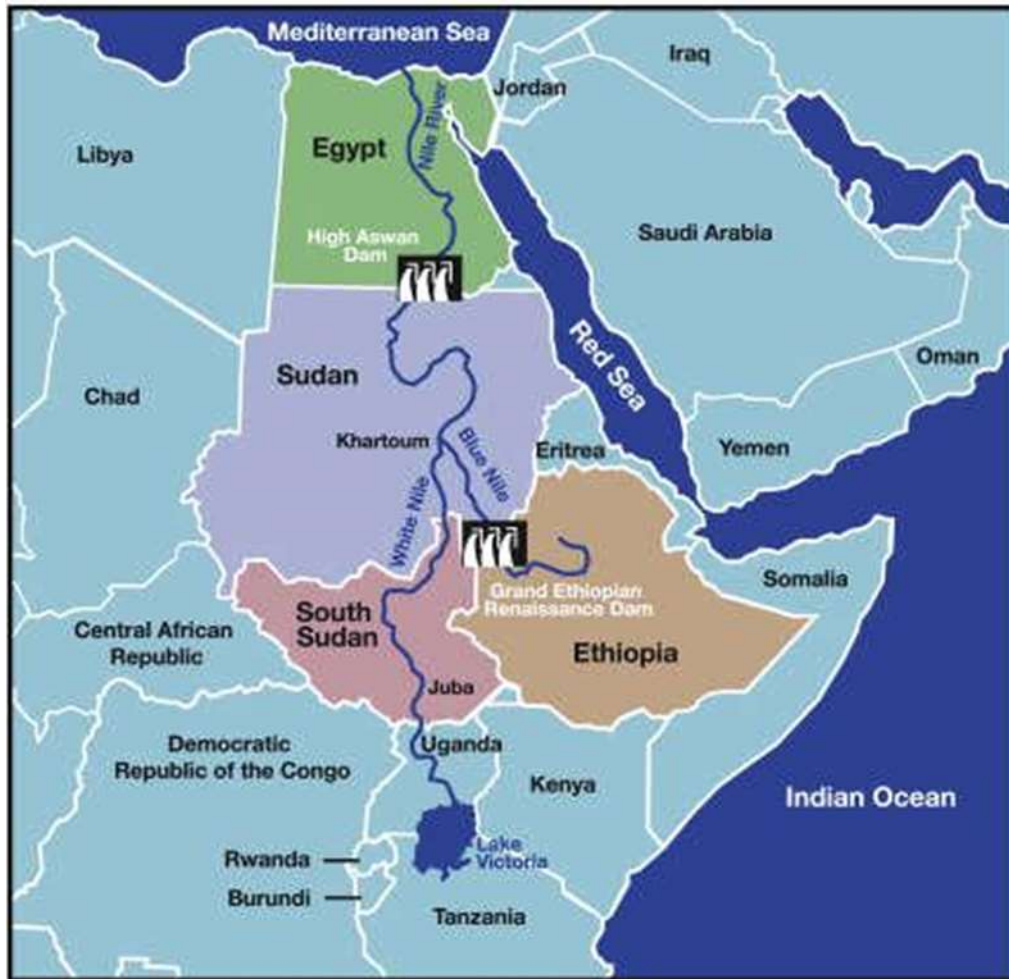 Mediterranean Sea
Iraq
Jordan
Nile River
Egypt
Libya
High Aswan
Dam
Saudi Arabia
Red Sea
Oman
Sudan
Chad
Khartoum
Blue Nile
Eritrea
Yemen
White Nile
Somalia
Grand Ethiopian
Renaissance Dam
South
Sudan
Central African
Republic
Ethiopia
Juba
Democratic
Republic of the Congo
Uganda
Kenya
Indian Ocean
Lake
Victoria
Rwanda
Burundi
Tanzania